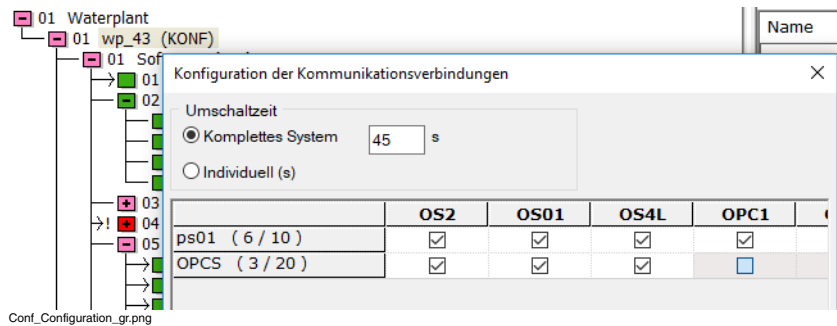 01 Waterplant
Name
01 wp_43 (KONF)
01 Sof
01
Konfiguration der Kommunikationsverbindungen
02
Umschaltzeit
Komplettes System 45 s
Individuell (s)
03
04
OS2 OS01 OS4L OPC1
05
ps01 ( 6 / 10 )
OPCS ( 3 / 20 )
Conf_Configuration_gr.png